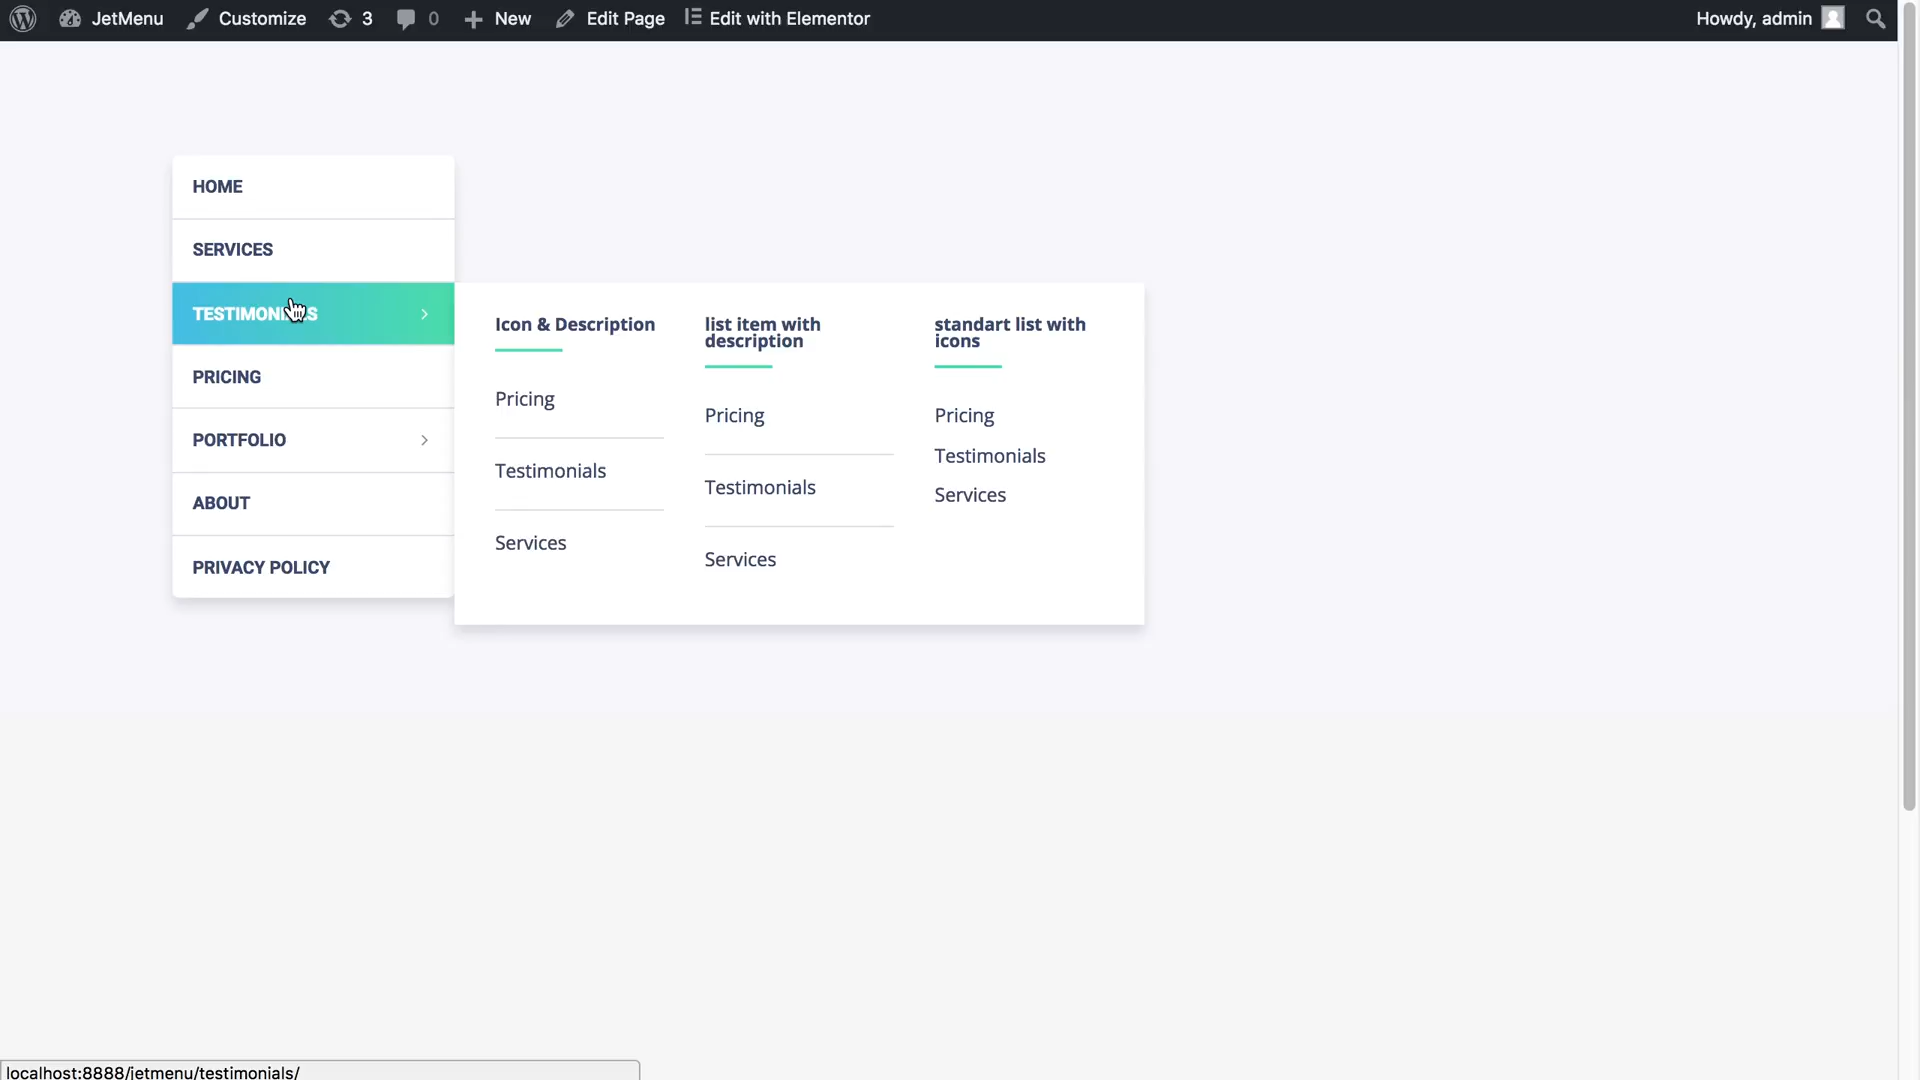 JetMenu Customize 3 0 New Edit Page Edit with Elementor Howdy, admin
HOME
SERVICES
TESTIMONIALS
PRICING
PORTFOLIO
ABOUT
PRIVACY POLICY
Icon & Description
Pricing
Testimonials
Services
list item with
description
Pricing
Testimonials
Services
standart list with
icons
Pricing
Testimonials
Services
localhost:8888/jetmenu/testimonials/